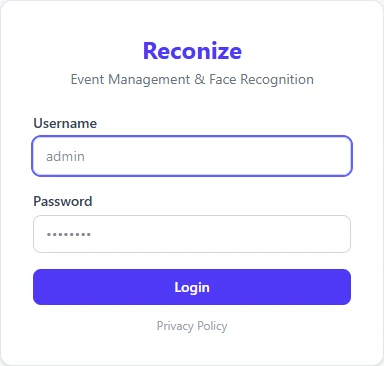 Reconize
Event Management & Face Recognition
Username
admin
Password
••••••••
Login
Privacy Policy